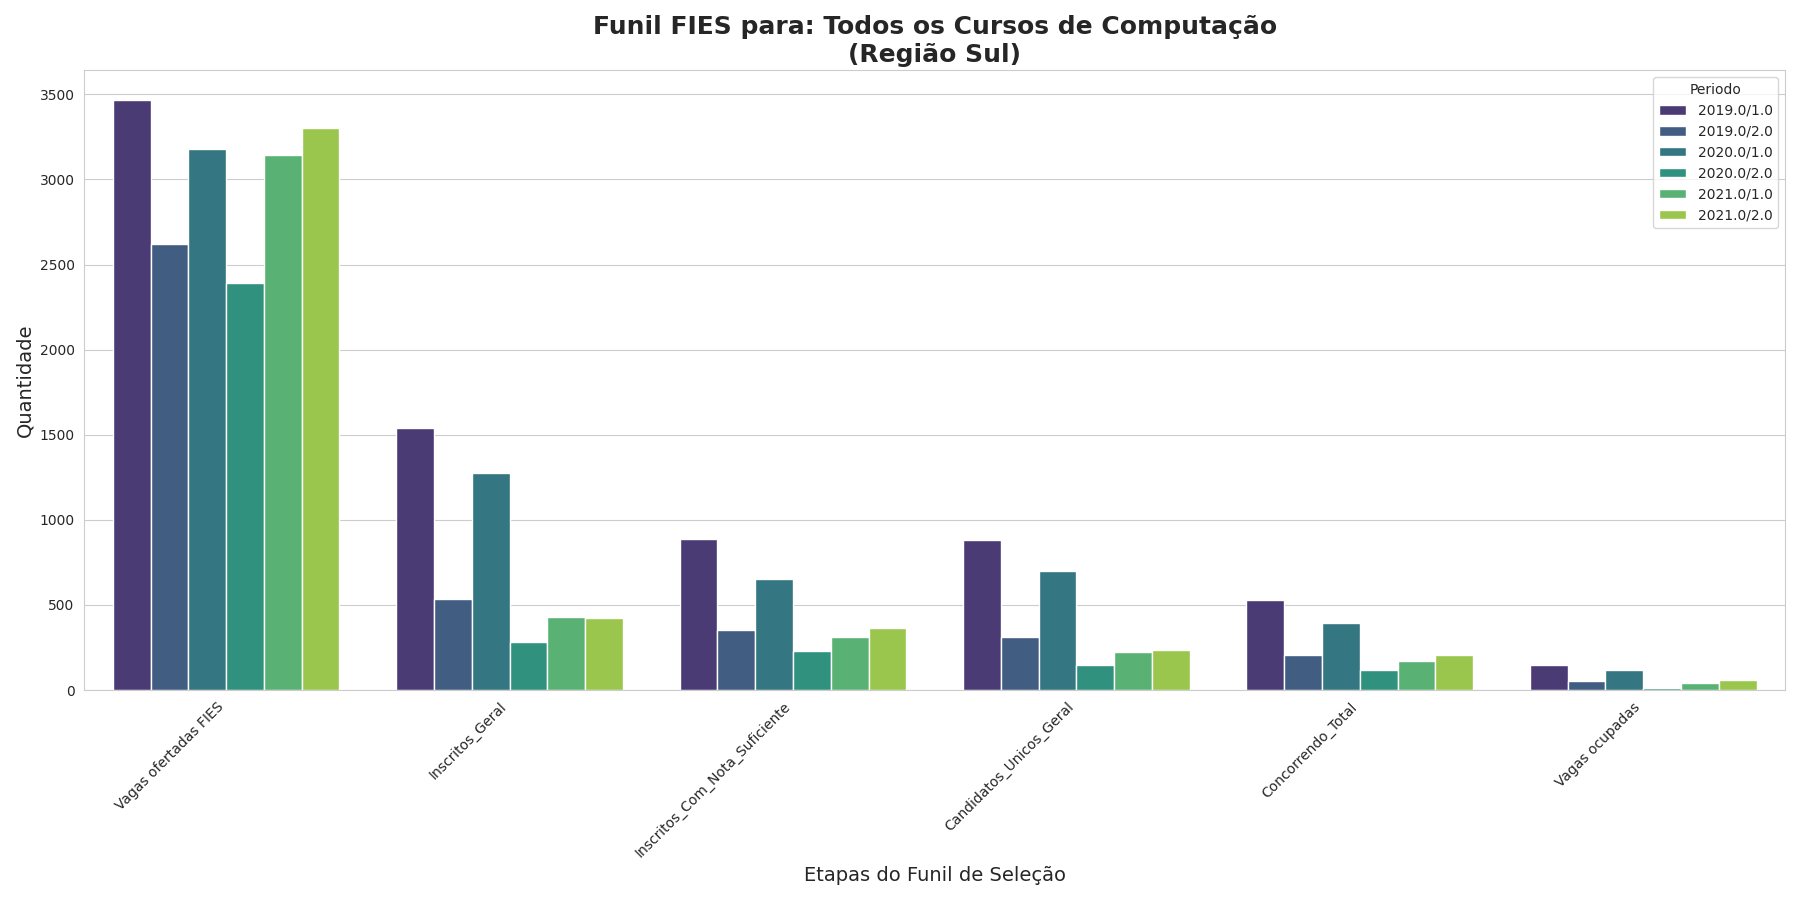 Funil FIES para: Todos os Cursos de Computação
(Região Sul)
Quantidade
3500
3000
2500
2000
1500
1000
500
0
Periodo
2019.0/1.0
2019.0/2.0
2020.0/1.0
2020.0/2.0
2021.0/1.0
2021.0/2.0
Vagas ofertadas FIES
Inscritos_Geral
Inscritos_Com_Nota_Suficiente
Candidatos_Unicos_Geral
Concorrendo_Total
Vagas ocupadas
Etapas do Funil de Seleção